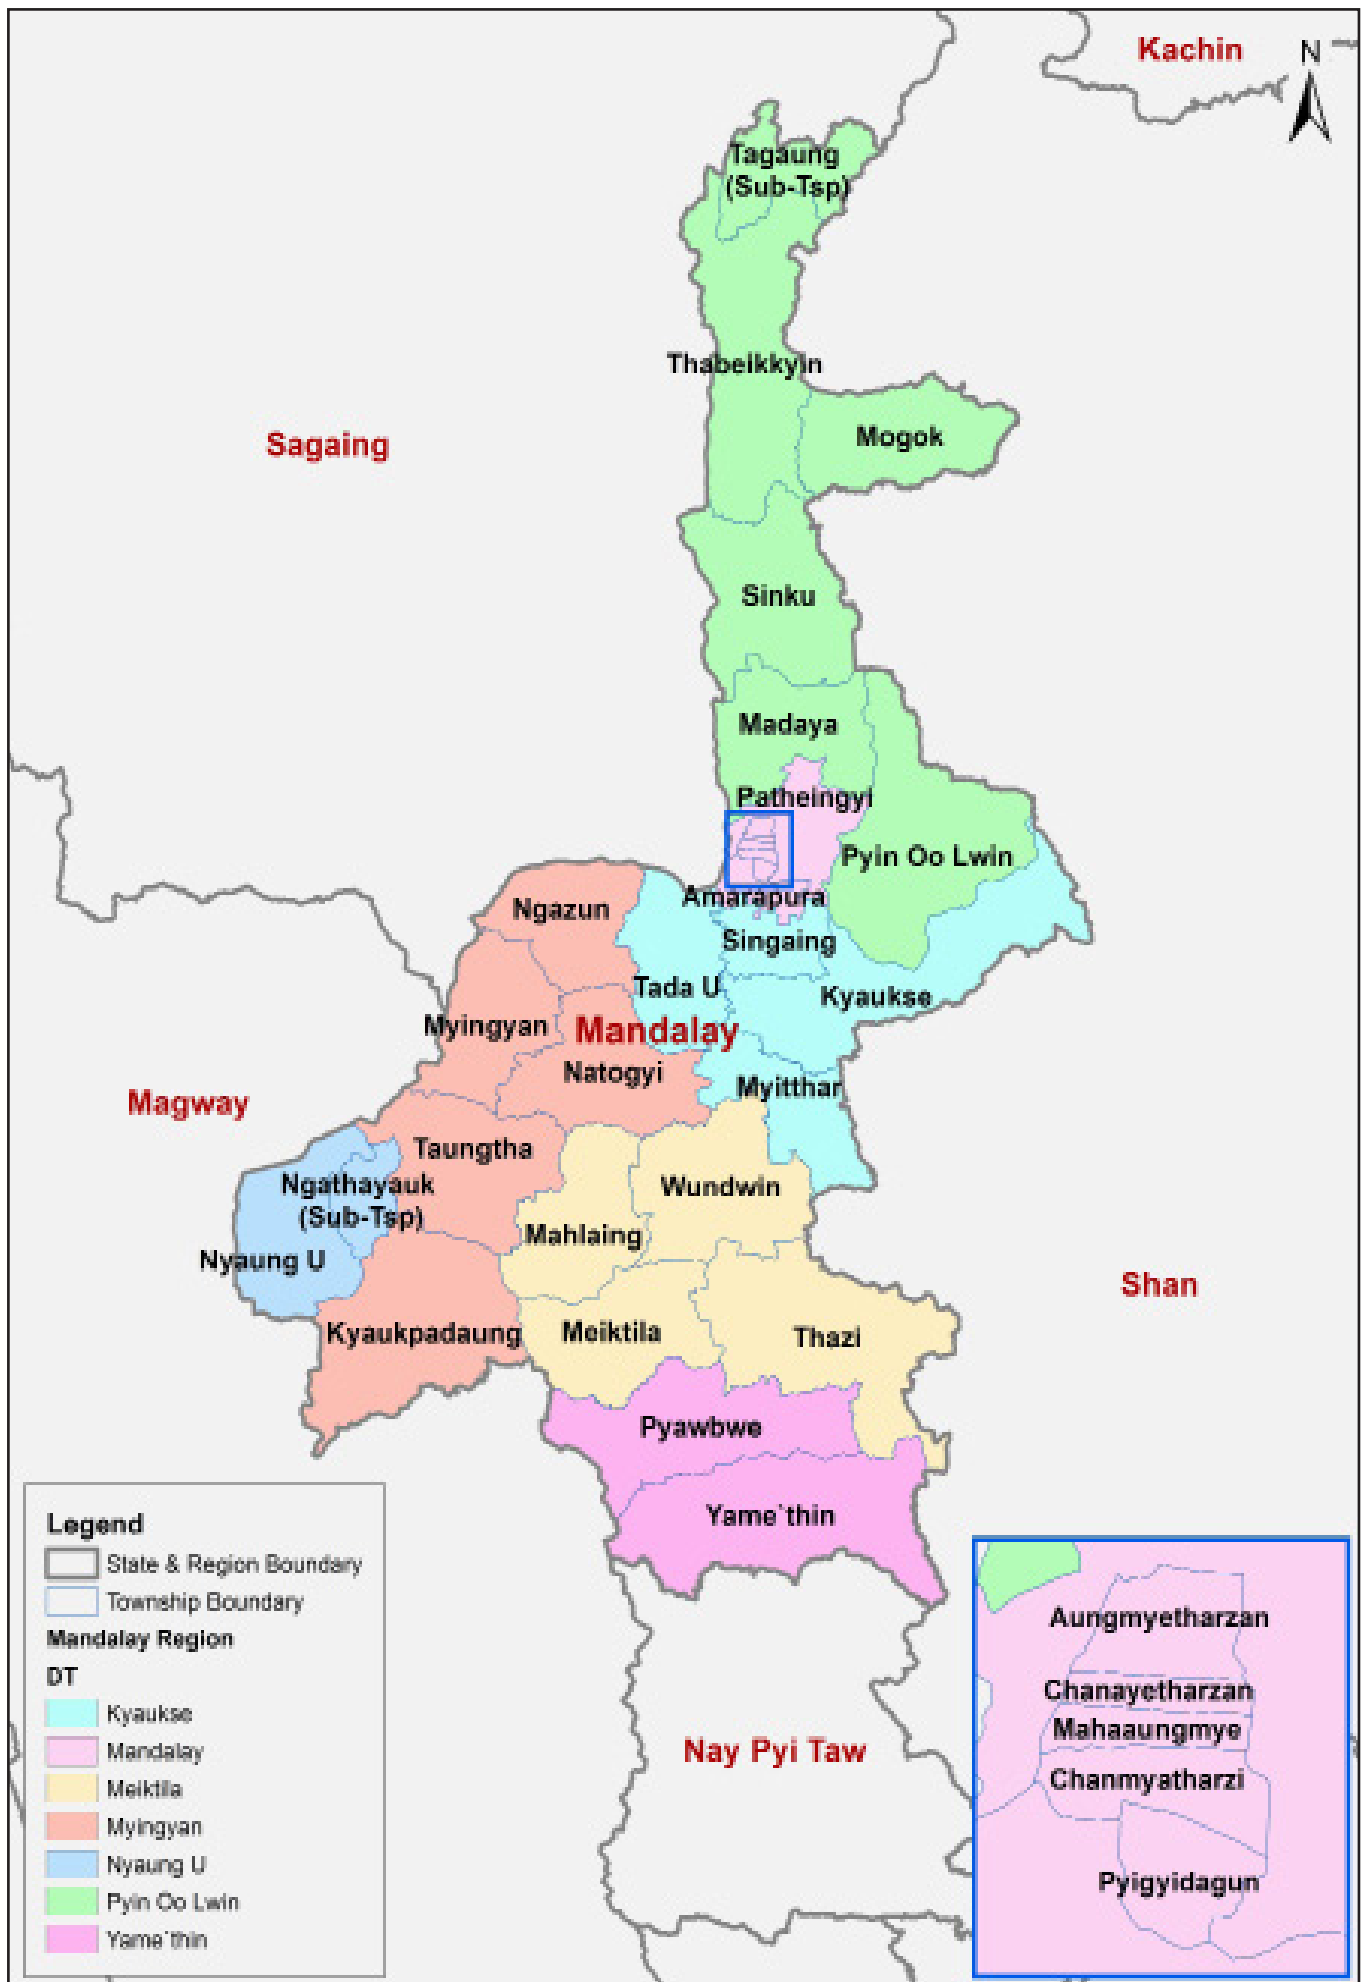 Kachin
N
Tagaung
(Sub-Tsp)
Thabeikkyin
Mogok
Sagaing
Sinku
Madaya
Patheingyi
Pyin Oo Lwin
Amarapura
Ngazun
Singaing
Tada U
Kyaukse
Myingyan
Mandalay
Natogyi
Myitthar
Magway
Taungtha
Ngathayauk
(Sub-Tsp)
Wundwin
Mahlaing
Nyaung U
Shan
Kyaukpadaung
Meiktila
Thazi
Pyawbwe
Yame`thin
Nay Pyi Taw
Legend
State & Region Boundary
Township Boundary
Mandalay Region
DT
Kyaukse
Mandalay
Meiktila
Myingyan
Nyaung U
Pyin Oo Lwin
Yame`thin
Aungmyetharzan
Chanayetharzan
Mahaaungmye
Chanmyatharzi
Pyigyidagun